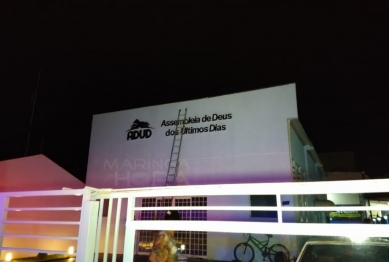 Assembleia de Deus
dos Últimos Dias
ADUD
MARINGÁ
HORA